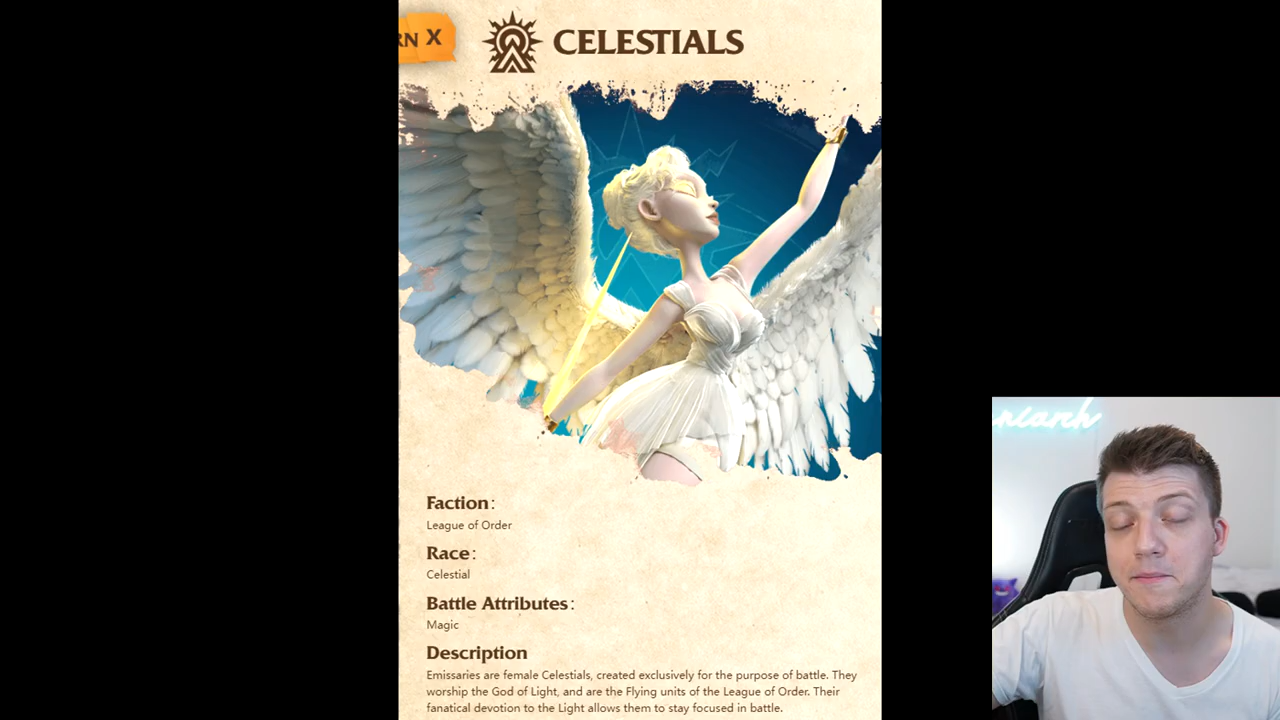 RN X
CELESTIALS
Faction:
League of Order
Race:
Celestial
Battle Attributes:
Magic
Description
Emissaries are female Celestials, created exclusively for the purpose of battle. They
worship the God of Light, and are the Flying units of the League of Order. Their
fanatical devotion to the Light allows them to stay focused in battle.